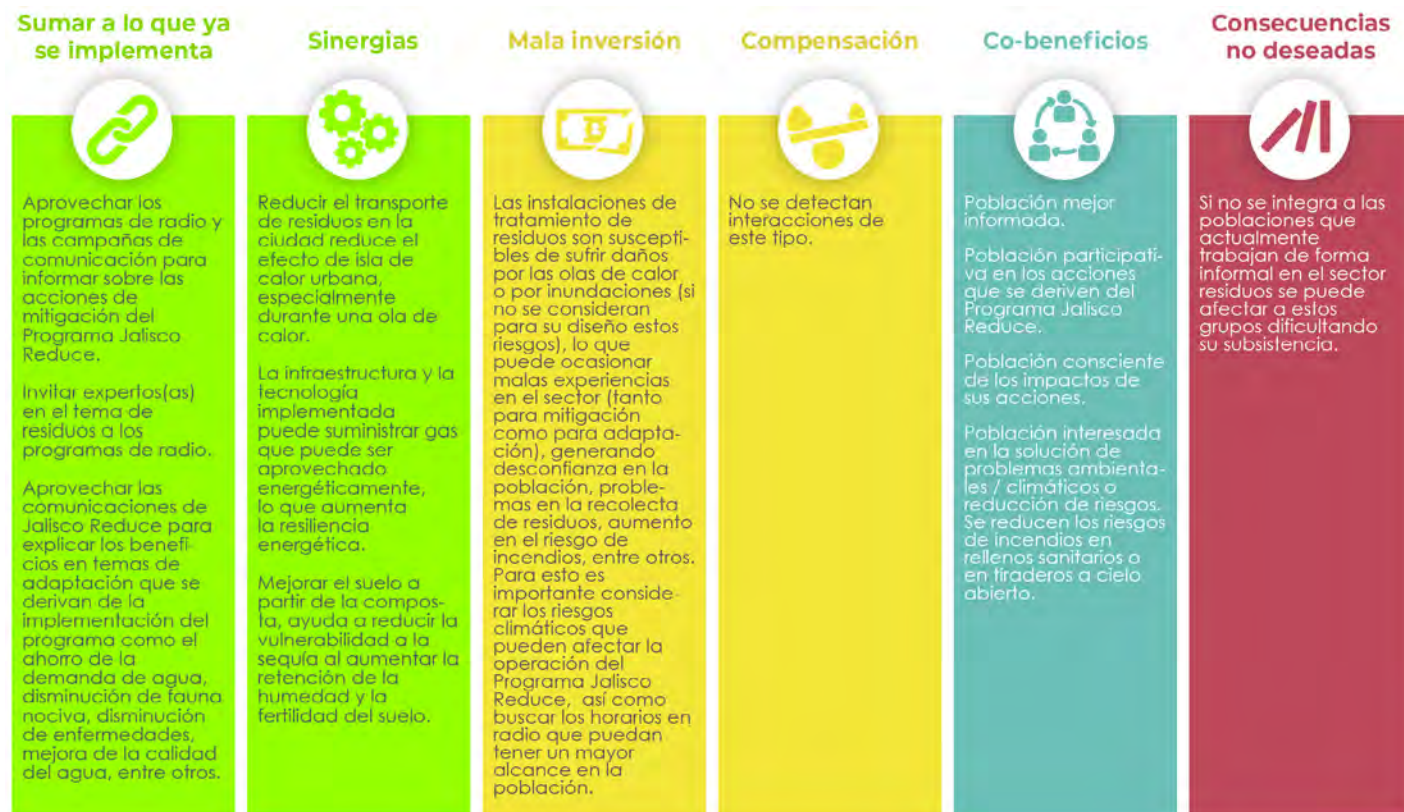 Sumar a lo que ya
se implementa
Aprovechar los
programas de radio y
las campañas de
comunicación para
informar sobre las
acciones de
mitigación del
Programa Jalisco
Reduce.
Invitar expertos(as)
en el tema de
residuos a los
programas de radio.
Aprovechar las
comunicaciones de
Jalisco Reduce para
explicar los benefi-
cios en temas de
adaptación que se
derivan de la
implementación del
programa como el
ahorro de la
demanda de agua,
disminución de fauna
nociva, disminución
de enfermedades,
mejora de la calidad
del agua, entre otros.
Sinergias
Reducir el transporte
de residuos en la
ciudad reduce el
efecto de isla de
calor urbana,
especialmente
durante una ola de
calor.
La infraestructura y la
tecnología
implementada
puede suministrar gas
que puede ser
aprovechado
energéticamente,
lo que aumenta
la resiliencia
energética.
Mejorar el suelo a
partir de la compos-
ta, ayuda a reducir la
vulnerabilidad a la
sequía al aumentar la
retención de la
humedad y la
fertilidad del suelo.
Mala inversión
Las instalaciones de
tratamiento de
residuos son suscepti-
bles de sufrir daños
por las olas de calor
o por inundaciones (si
no se consideran
para su diseño estos
riesgos), lo que
puede ocasionar
malas experiencias
en el sector (tanto
para mitigación
como para adapta-
ción), generando
desconfianza en la
población, proble-
mas en la recolecta
de residuos, aumento
en el riesgo de
incendios, entre otros.
Para esto es
importante conside-
rar los riesgos
climáticos que
pueden afectar la
operación del
Programa Jalisco
Reduce, así como
buscar los horarios en
radio que puedan
tener un mayor
alcance en la
población.
Compensación
No se detectan
interacciones de
este tipo.
Co-beneficios
Población mejor
informada.
Población participati-
va en los acciones
que se deriven del
Programa Jalisco
Reduce.
Población consciente
de los impactos de
sus acciones.
Población interesada
en la solución de
problemas ambienta-
les / climáticos o
reducción de riesgos.
Se reducen los riesgos
de incendios en
rellenos sanitarios o
en tiraderos a cielo
abierto.
Consecuencias
no deseadas
Si no se integra a las
poblaciones que
actualmente
trabajan de forma
informal en el sector
residuos se puede
afectar a estos
grupos dificultando
su subsistencia.